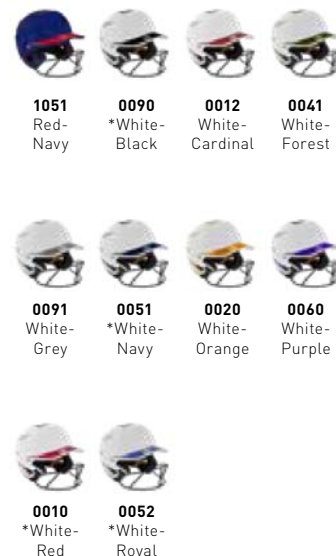 1051
Red-
Navy
0090
*White-
Black
0012
White-
Cardinal
0041
White-
Forest
0091
White-
Grey
0051
*White-
Navy
0020
White-
Orange
0060
White-
Purple
0010
*White-
Red
0052
*White-
Royal